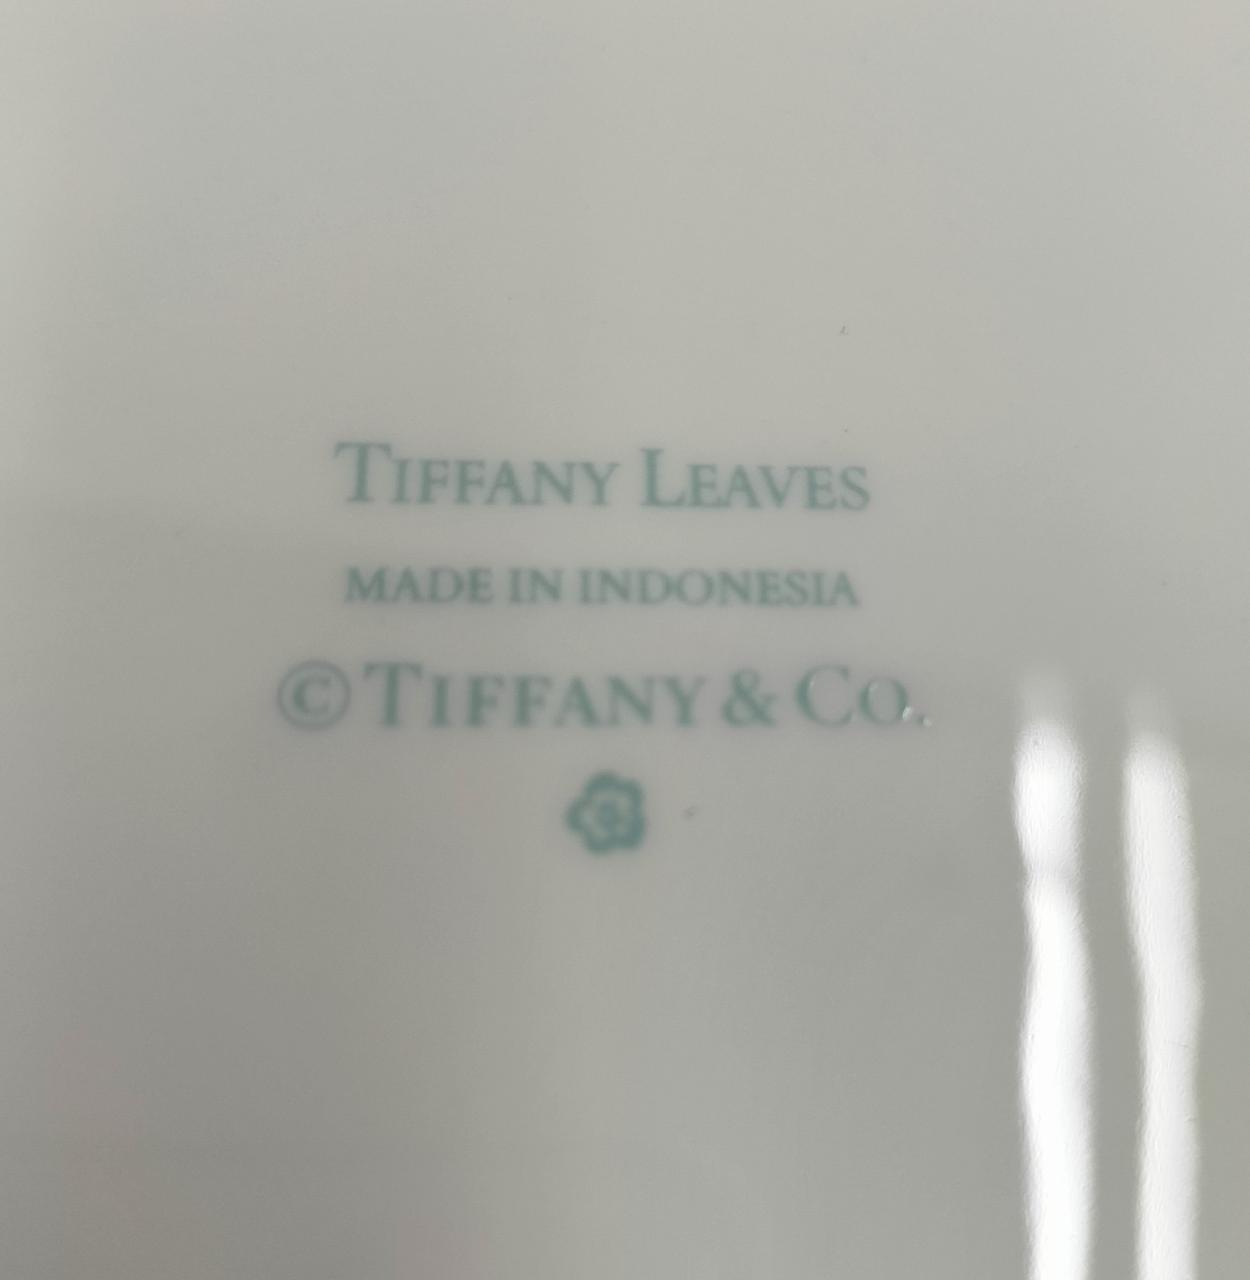 TIFFANY LEAVES
MADE IN INDONESIA
© TIFFANY & CO.